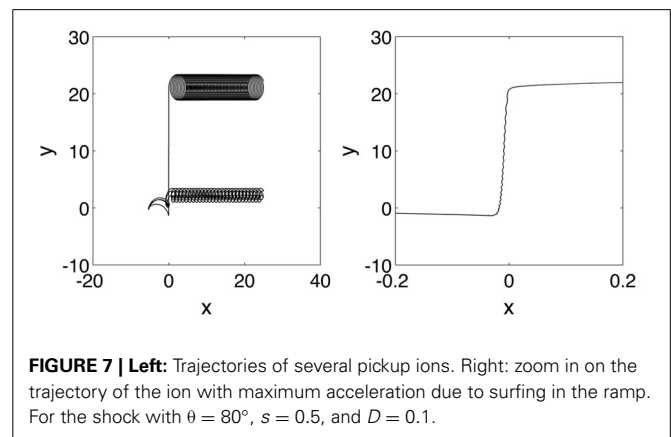 30
20
10
0
-10
y
-20
0
20
40
x
30
20
10
0
-10
y
-0.2
0
0.2
x
FIGURE 7 | Left: Trajectories of several pickup ions. Right: zoom in on the
trajectory of the ion with maximum acceleration due to surfing in the ramp.
For the shock with θ = 80°, s = 0.5, and D = 0.1.